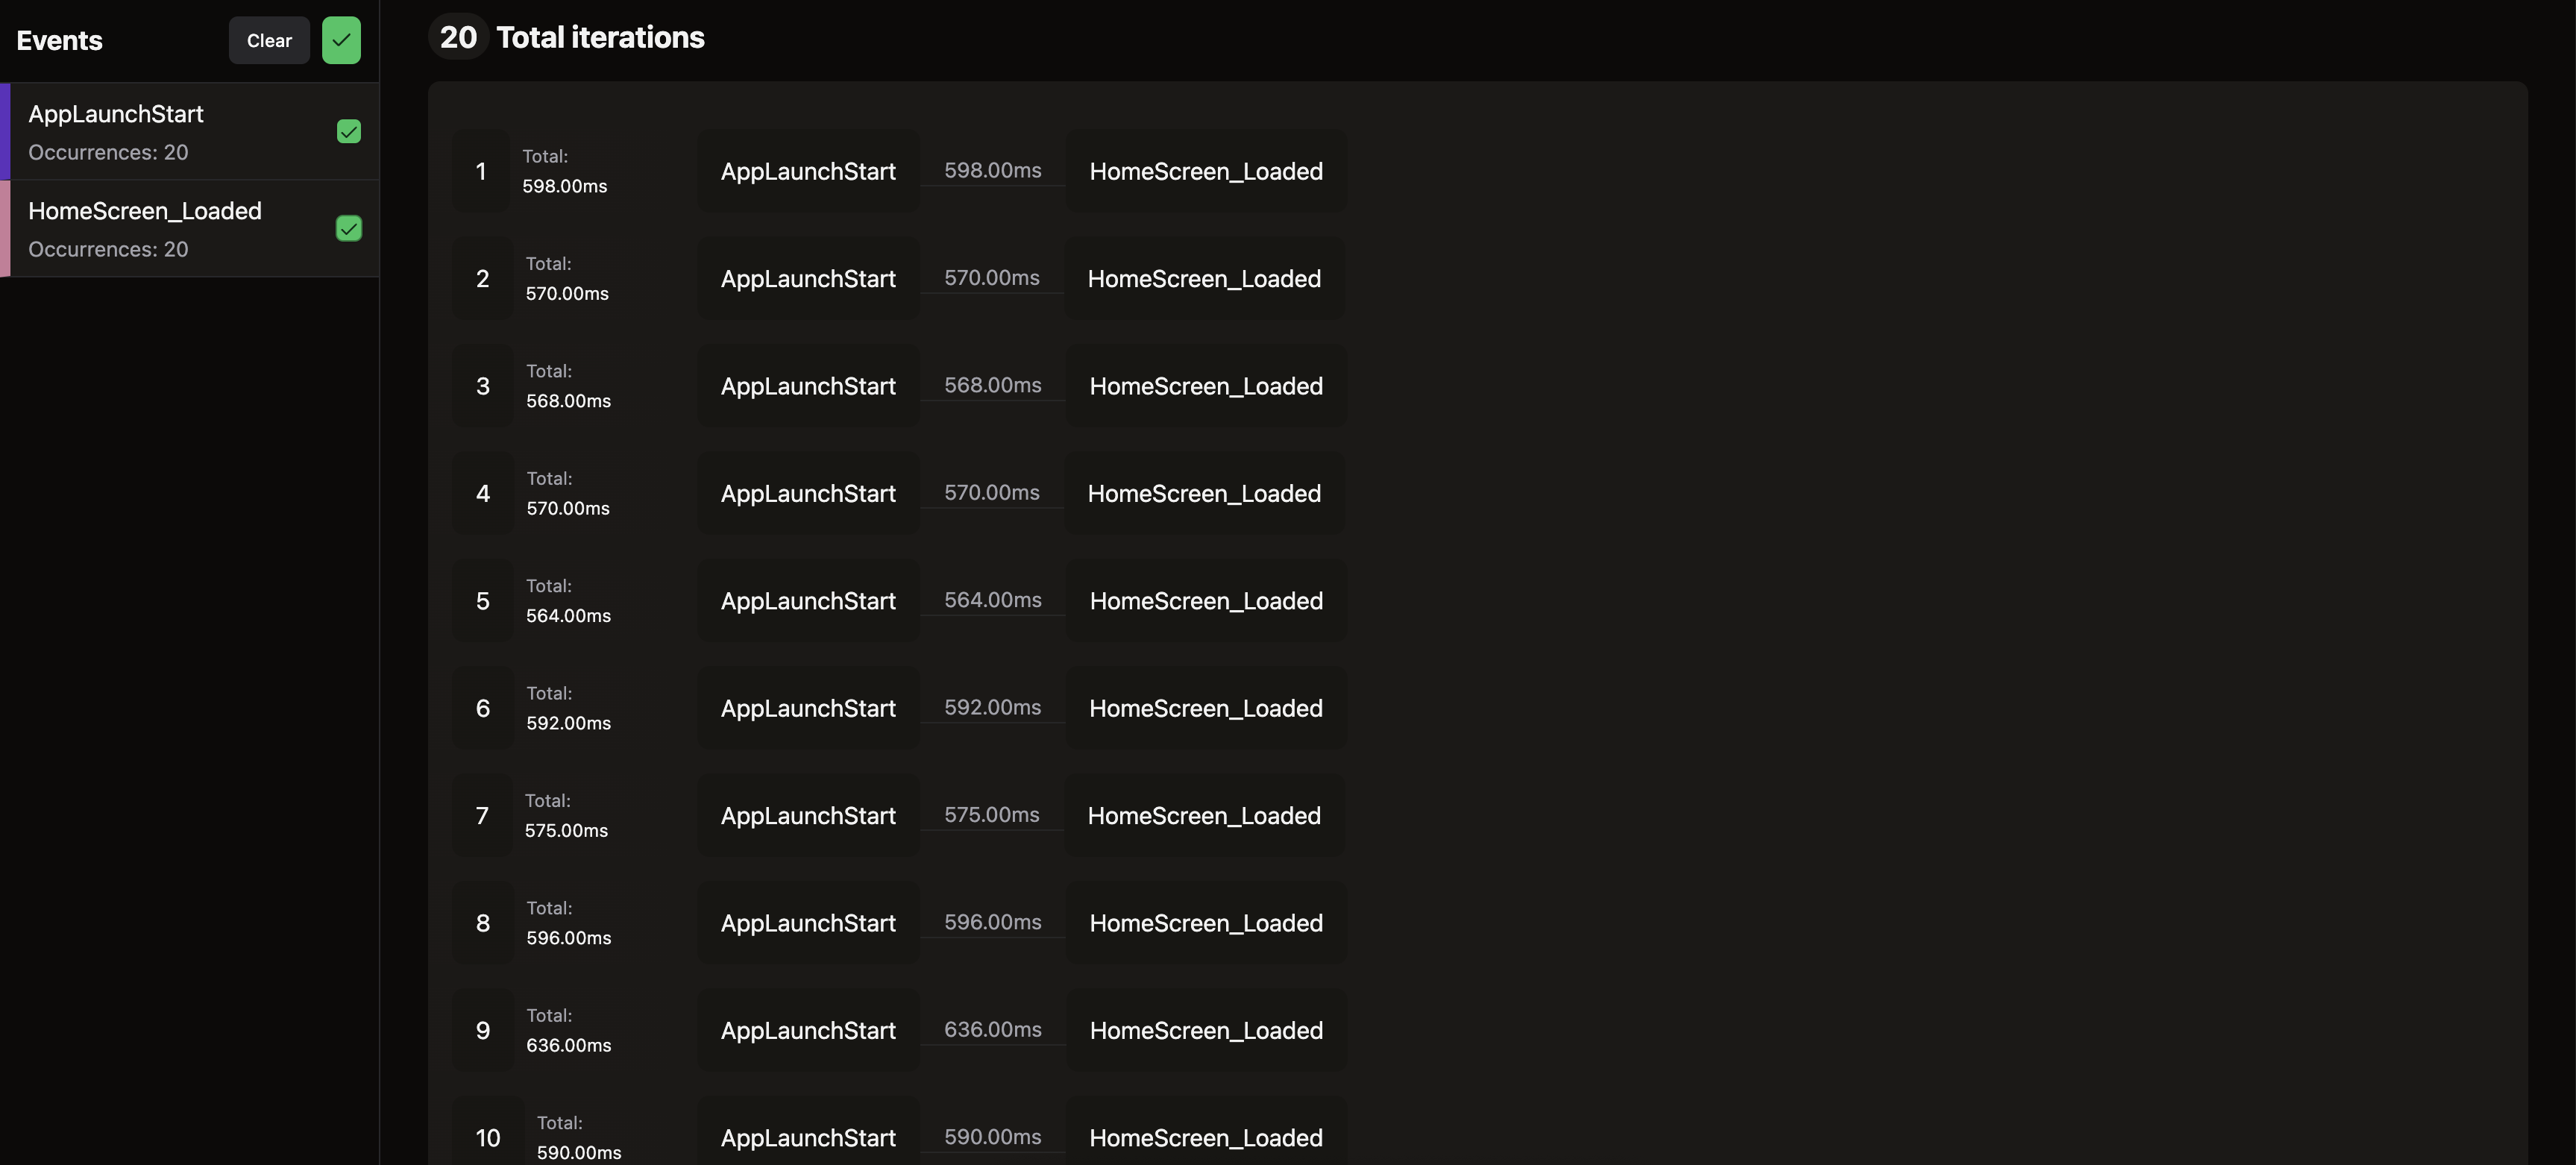 Events
Clear
AppLaunchStart
Occurrences: 20
HomeScreen_Loaded
Occurrences: 20
20 Total iterations
1 Total: 598.00ms AppLaunchStart 598.00ms HomeScreen_Loaded
2 Total: 570.00ms AppLaunchStart 570.00ms HomeScreen_Loaded
3 Total: 568.00ms AppLaunchStart 568.00ms HomeScreen_Loaded
4 Total: 570.00ms AppLaunchStart 570.00ms HomeScreen_Loaded
5 Total: 564.00ms AppLaunchStart 564.00ms HomeScreen_Loaded
6 Total: 592.00ms AppLaunchStart 592.00ms HomeScreen_Loaded
7 Total: 575.00ms AppLaunchStart 575.00ms HomeScreen_Loaded
8 Total: 596.00ms AppLaunchStart 596.00ms HomeScreen_Loaded
9 Total: 636.00ms AppLaunchStart 636.00ms HomeScreen_Loaded
10 Total: 590.00ms AppLaunchStart 590.00ms HomeScreen_Loaded